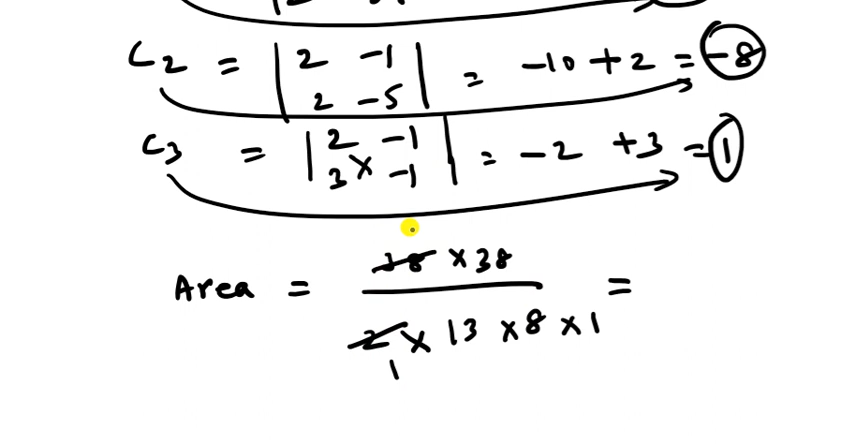 C2 = | 2 -1 | = -10 + 2 = -8
2 -5
C3 = | 2 -1 | = -2 + 3 = 1
3 × -1
Area = × 38 =
2 × 13 × 8 × 1
1